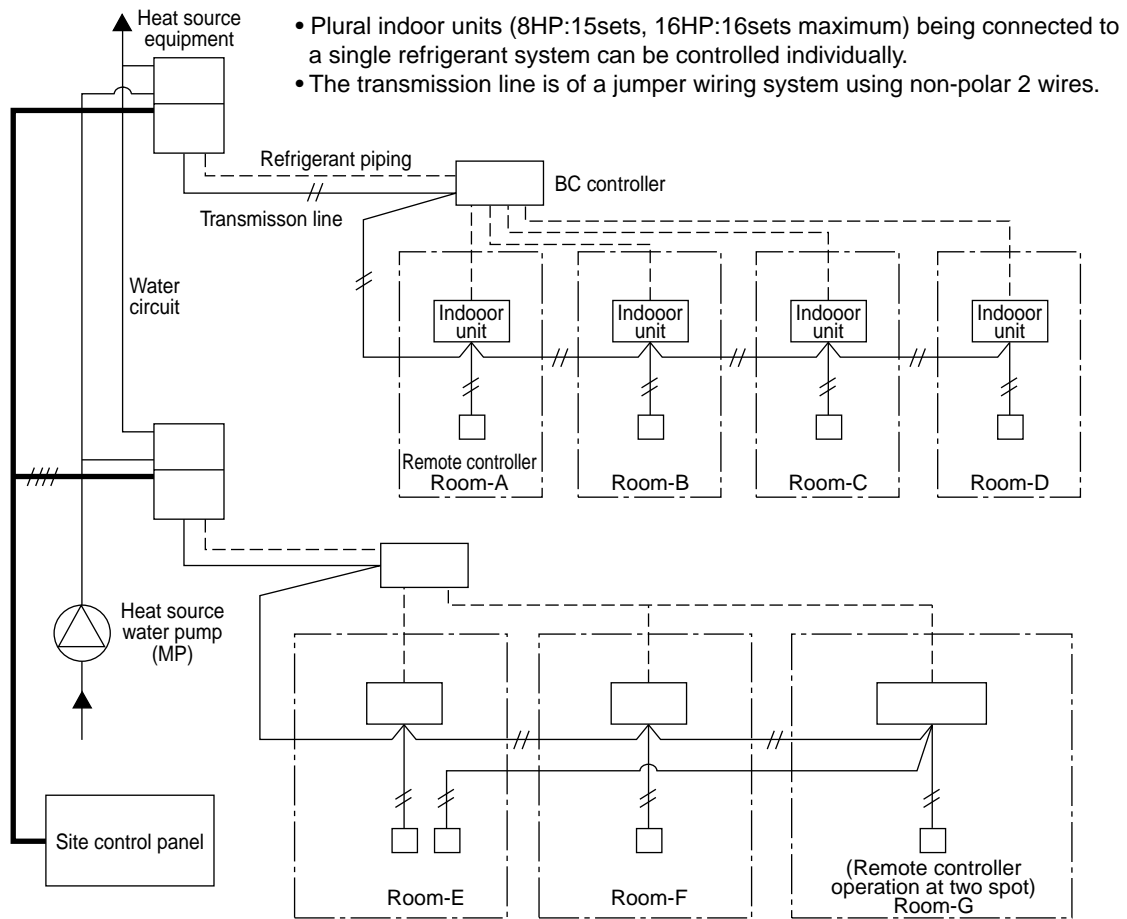 Heat source
equipment
• Plural indoor units (8HP:15sets, 16HP:16sets maximum) being connected to
a single refrigerant system can be controlled individually.
• The transmission line is of a jumper wiring system using non-polar 2 wires.
Refrigerant piping
BC controller
Transmisson line
Water
circuit
Indooor
unit
Indooor
unit
Indooor
unit
Indooor
unit
Remote controller
Room-A
Room-B
Room-C
Room-D
Heat source
water pump
(MP)
Site control panel
Room-E
Room-F
(Remote controller
operation at two spot)
Room-G